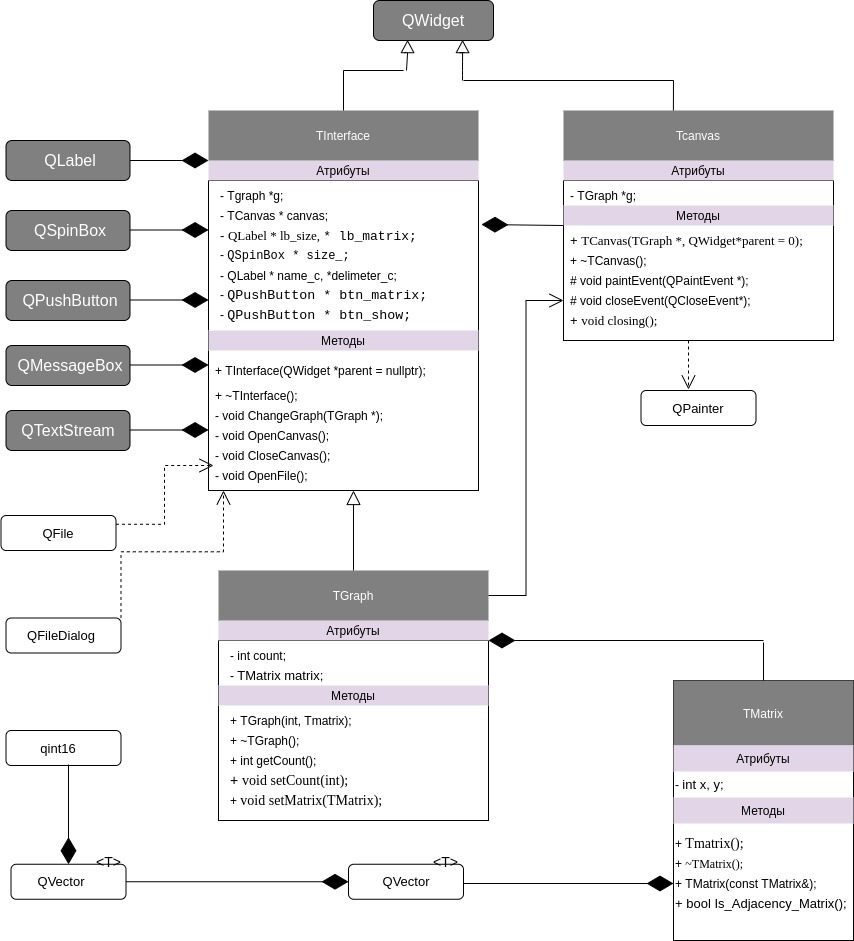 QWidget
TInterface
Атрибуты
- Tgraph *g;
- TCanvas * canvas;
- QLabel * lb_size, * lb_matrix;
- QSpinBox * size_;
- QLabel * name_c, *delimeter_c;
- QPushButton * btn_matrix;
- QPushButton * btn_show;
Методы
+ TInterface(QWidget *parent = nullptr);
+ ~TInterface();
- void ChangeGraph(TGraph *);
- void OpenCanvas();
- void CloseCanvas();
- void OpenFile();
Tcanvas
Атрибуты
- TGraph *g;
Методы
+ TCanvas(TGraph *, QWidget*parent = 0);
+ ~TCanvas();
# void paintEvent(QPaintEvent *);
# void closeEvent(QCloseEvent*);
+ void closing();
QLabel
QSpinBox
QPushButton
QMessageBox
QTextStream
QFile
QFileDialog
QPainter
TGraph
Атрибуты
- int count;
- TMatrix matrix;
Методы
+ TGraph(int, Tmatrix);
+ ~TGraph();
+ int getCount();
+ void setCount(int);
+ void setMatrix(TMatrix);
TMatrix
Атрибуты
- int x, y;
Методы
+ Tmatrix();
+ ~TMatrix();
+ TMatrix(const TMatrix&);
+ bool Is_Adjacency_Matrix();
qint16
<T>
QVector
<T>
QVector